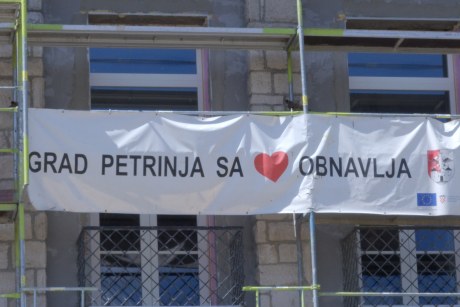 GRAD PETRINJA SA ❤ OBNAVLJA